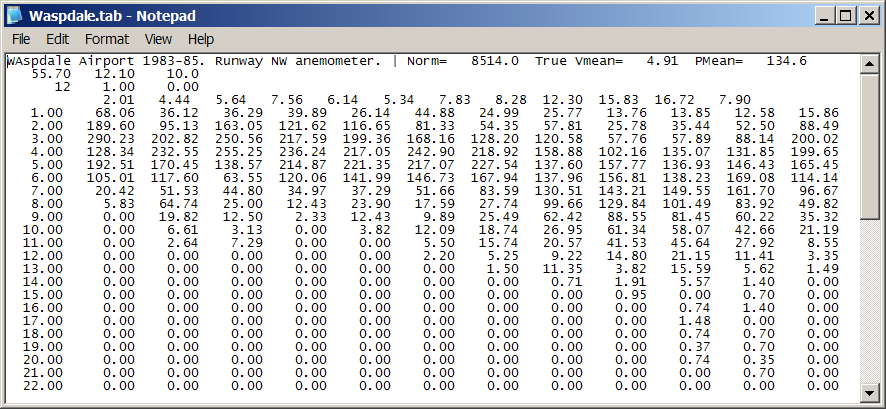 Waspdale.tab - Notepad
File Edit Format View Help
WAspdale Airport 1983-85. Runway NW anemometer. | Norm= 8514.0 True Vmean= 4.91 PMean= 134.6
55.70 12.10 10.0
12 1.00 0.00
2.01 4.44 5.64 7.56 6.14 5.34 7.83 8.28 12.30 15.83 16.72 7.90
1.00 68.06 36.12 36.29 39.89 26.14 44.88 24.99 25.77 13.76 13.85 12.58 15.86
2.00 189.60 95.13 163.05 121.62 116.65 81.33 54.35 57.81 25.78 35.44 52.50 88.49
3.00 290.23 202.82 250.56 217.59 199.36 168.16 128.20 120.58 57.76 57.89 88.14 200.02
4.00 128.34 232.55 255.25 236.24 217.05 242.90 218.92 158.88 102.16 135.07 131.85 199.65
5.00 192.51 170.45 138.57 214.87 221.35 217.07 227.54 137.60 157.77 136.93 146.43 165.45
6.00 105.01 117.60 63.55 120.06 141.99 146.73 167.94 137.96 156.81 138.23 169.08 114.14
7.00 20.42 51.53 44.80 34.97 37.29 51.66 83.59 130.51 143.21 149.55 161.70 96.67
8.00 5.83 64.74 25.00 12.43 23.90 17.59 27.74 99.66 129.84 101.49 83.92 49.82
9.00 0.00 19.82 12.50 2.33 12.43 9.89 25.49 62.42 88.55 81.45 60.22 35.32
10.00 0.00 6.61 3.13 0.00 3.82 12.09 18.74 26.95 61.34 58.07 42.66 21.19
11.00 0.00 2.64 7.29 0.00 0.00 5.50 15.74 20.57 41.53 45.64 27.92 8.55
12.00 0.00 0.00 0.00 0.00 0.00 2.20 5.25 9.22 14.80 21.15 11.41 3.35
13.00 0.00 0.00 0.00 0.00 0.00 0.00 1.50 11.35 3.82 15.59 5.62 1.49
14.00 0.00 0.00 0.00 0.00 0.00 0.00 0.00 0.71 1.91 5.57 1.40 0.00
15.00 0.00 0.00 0.00 0.00 0.00 0.00 0.00 0.00 0.95 0.00 0.70 0.00
16.00 0.00 0.00 0.00 0.00 0.00 0.00 0.00 0.00 0.00 0.74 1.40 0.00
17.00 0.00 0.00 0.00 0.00 0.00 0.00 0.00 0.00 0.00 1.48 0.00 0.00
18.00 0.00 0.00 0.00 0.00 0.00 0.00 0.00 0.00 0.00 0.74 0.70 0.00
19.00 0.00 0.00 0.00 0.00 0.00 0.00 0.00 0.00 0.00 0.37 0.70 0.00
20.00 0.00 0.00 0.00 0.00 0.00 0.00 0.00 0.00 0.00 0.74 0.35 0.00
21.00 0.00 0.00 0.00 0.00 0.00 0.00 0.00 0.00 0.00 0.00 0.70 0.00
22.00 0.00 0.00 0.00 0.00 0.00 0.00 0.00 0.00 0.00 0.00 0.00 0.00